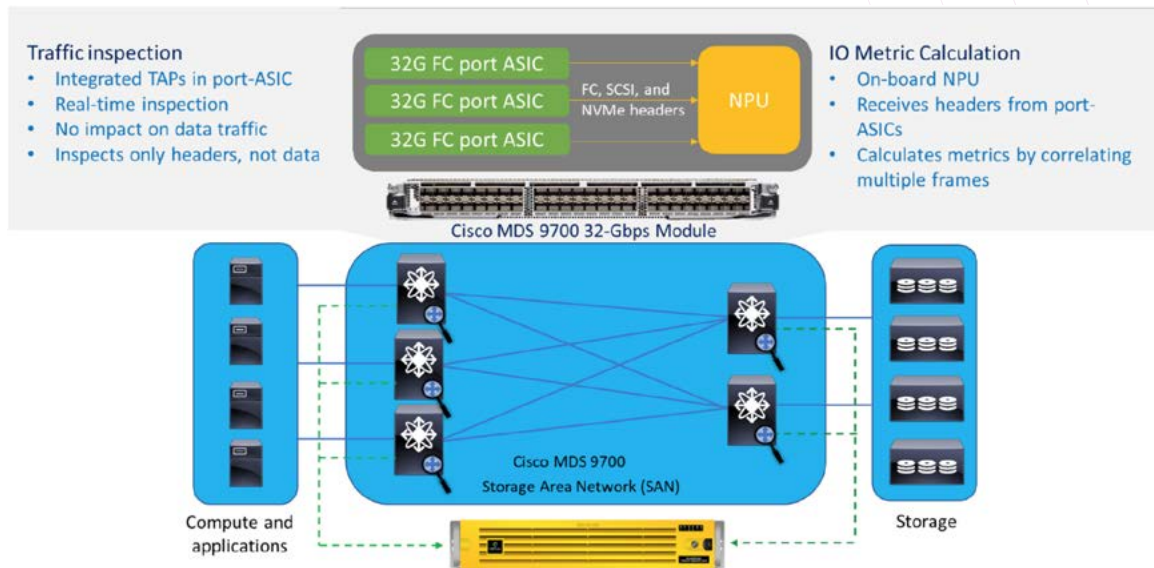 Traffic inspection
• Integrated TAPs in port-ASIC
• Real-time inspection
• No impact on data traffic
• Inspects only headers, not data
32G FC port ASIC
32G FC port ASIC
32G FC port ASIC
FC, SCSI, and
NVMe headers
NPU
IO Metric Calculation
• On-board NPU
• Receives headers from port-
ASICs
• Calculates metrics by correlating
multiple frames
Cisco MDS 9700 32-Gbps Module
Cisco MDS 9700
Storage Area Network (SAN)
Compute and
applications
Storage